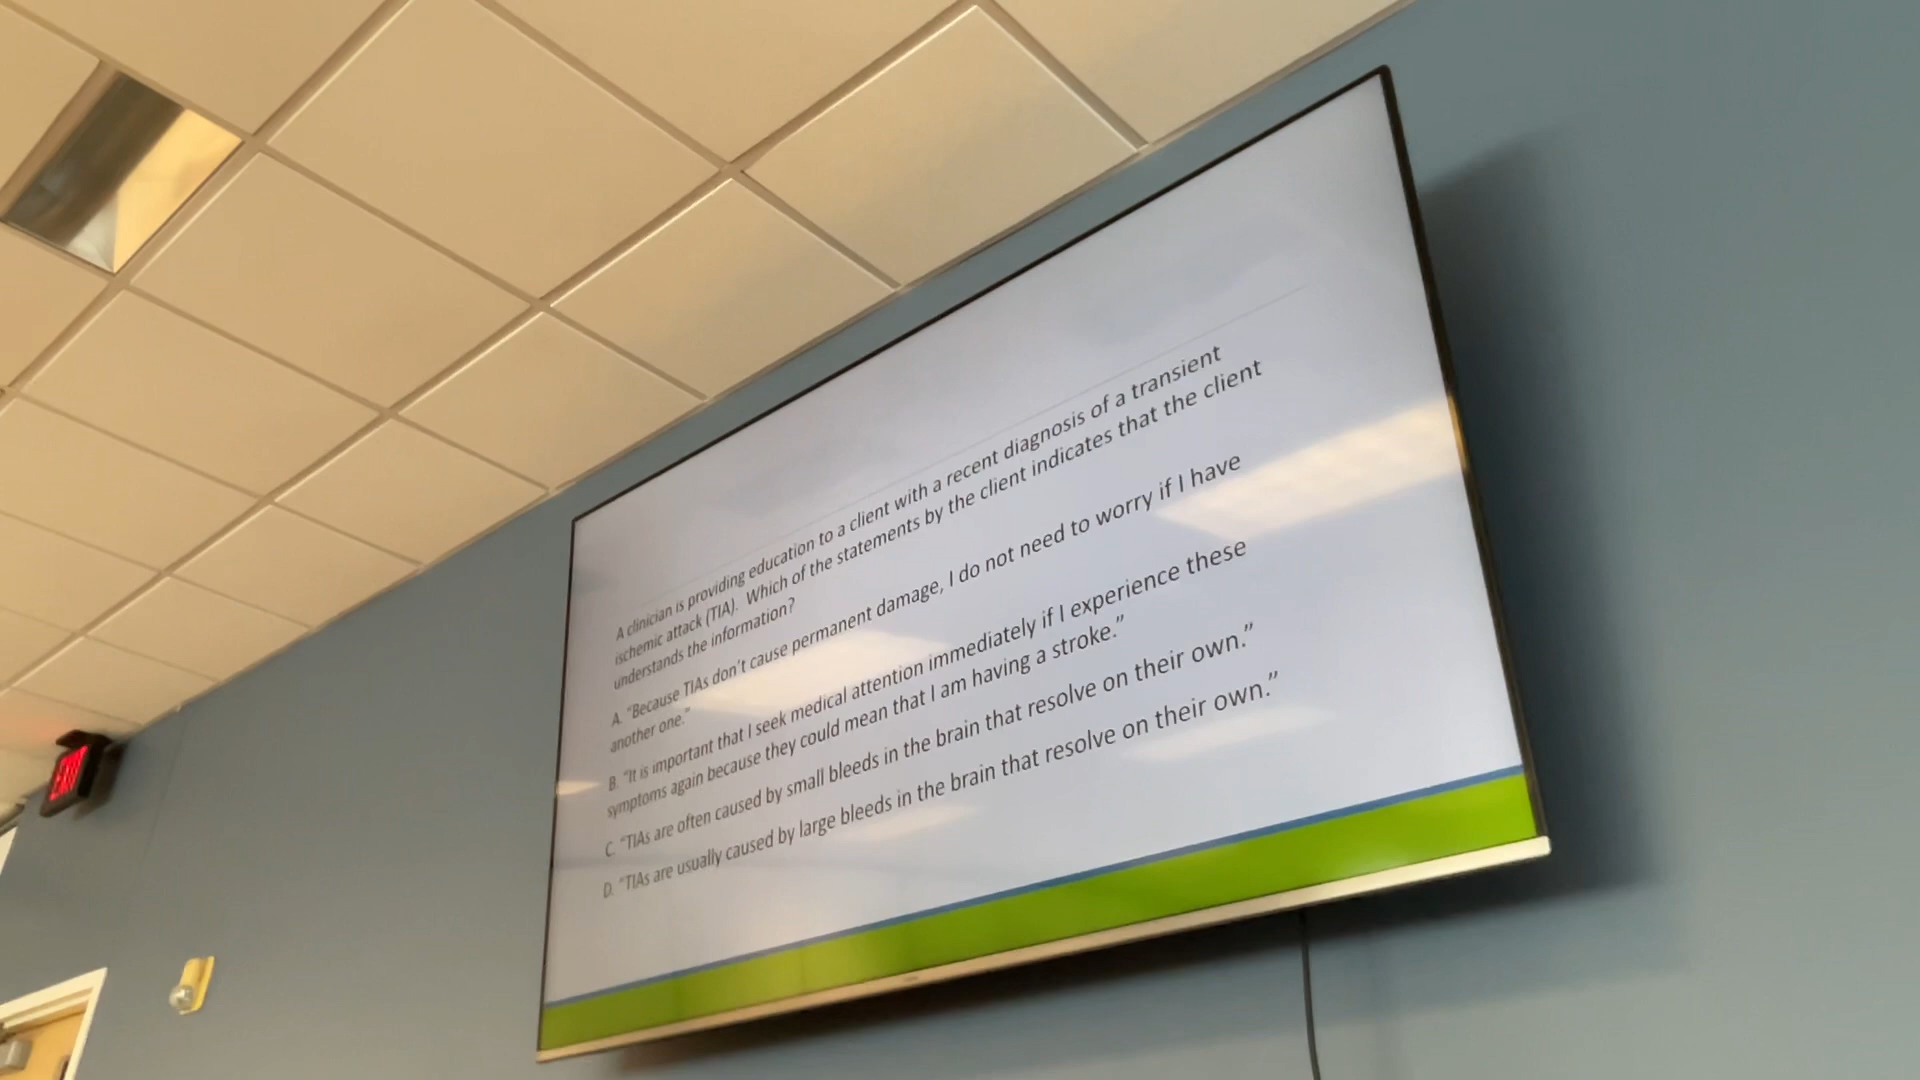 A clinician is providing education to a client with a recent diagnosis of a transient
ischemic attack (TIA). Which of the statements by the client indicates that the client
understands the information?
A. "Because TIAs don't cause permanent damage, I do not need to worry if I have
another one."
B. "It is important that I seek medical attention immediately if I experience these
symptoms again because they could mean that I am having a stroke."
C. "TIAs are often caused by small bleeds in the brain that resolve on their own."
D. "TIAs are usually caused by large bleeds in the brain that resolve on their own."
EXIT